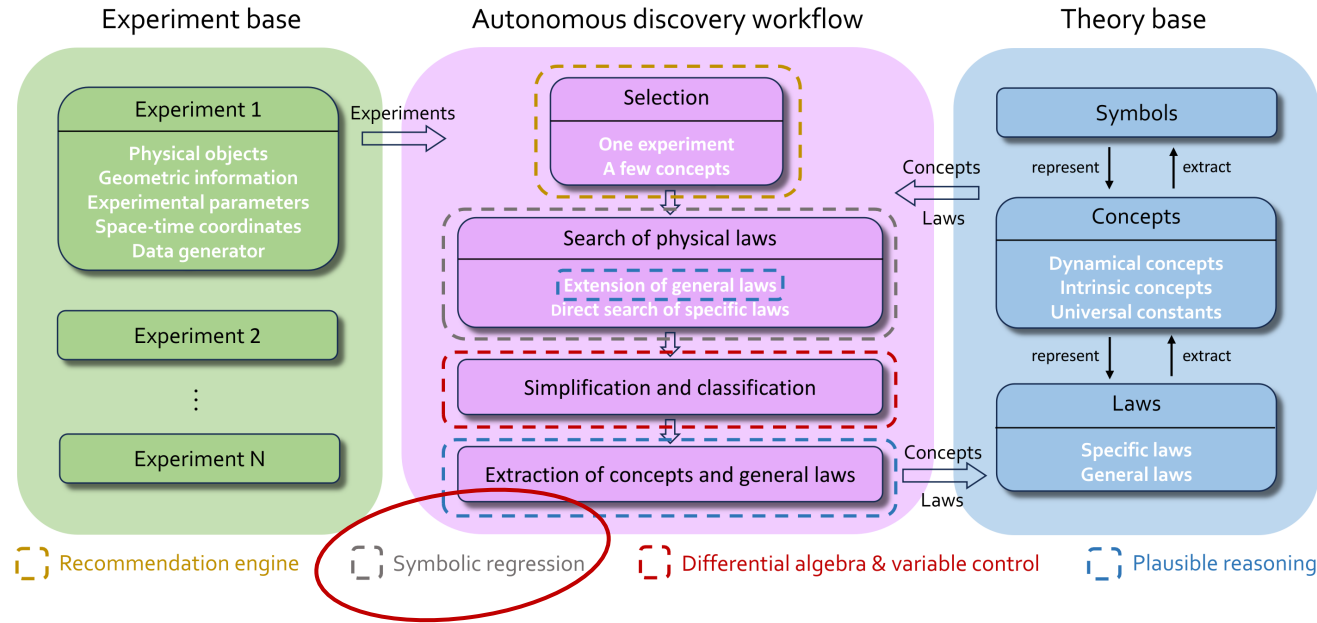 Experiment base
Autonomous discovery workflow
Theory base
Experiment 1
Physical objects
Geometric information
Experimental parameters
Space-time coordinates
Data generator
Experiment 2
⋮
Experiment N
Experiments
Selection
One experiment
A few concepts
Search of physical laws
Extension of general laws
Direct search of specific laws
Simplification and classification
Extraction of concepts and general laws
Concepts
Laws
Concepts
Laws
Symbols
represent
extract
Concepts
Dynamical concepts
Intrinsic concepts
Universal constants
represent
extract
Laws
Specific laws
General laws
Recommendation engine
Symbolic regression
Differential algebra & variable control
Plausible reasoning